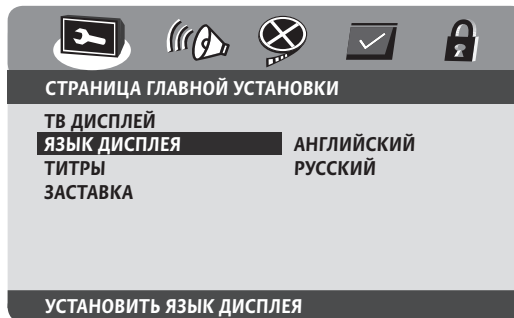 СТРАНИЦА ГЛАВНОЙ УСТАНОВКИ
ТВ ДИСПЛЕЙ
ЯЗЫК ДИСПЛЕЯ АНГЛИЙСКИЙ
ТИТРЫ РУССКИЙ
ЗАСТАВКА
УСТАНОВИТЬ ЯЗЫК ДИСПЛЕЯ